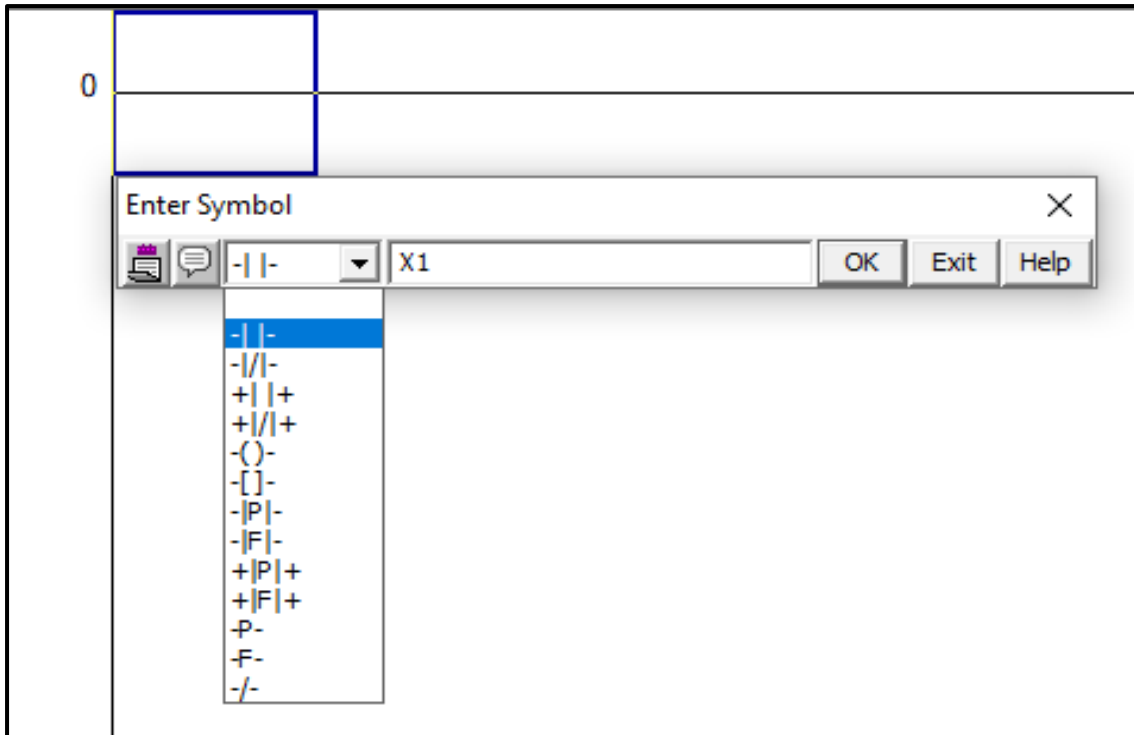 0
Enter Symbol
-| |- X1 OK Exit Help
-| |-
-|/|-
+| |+
+|/|+
-( )-
-[ ]-
-|P|-
-|F|-
+|P|+
+|F|+
-P-
-F-
-/-